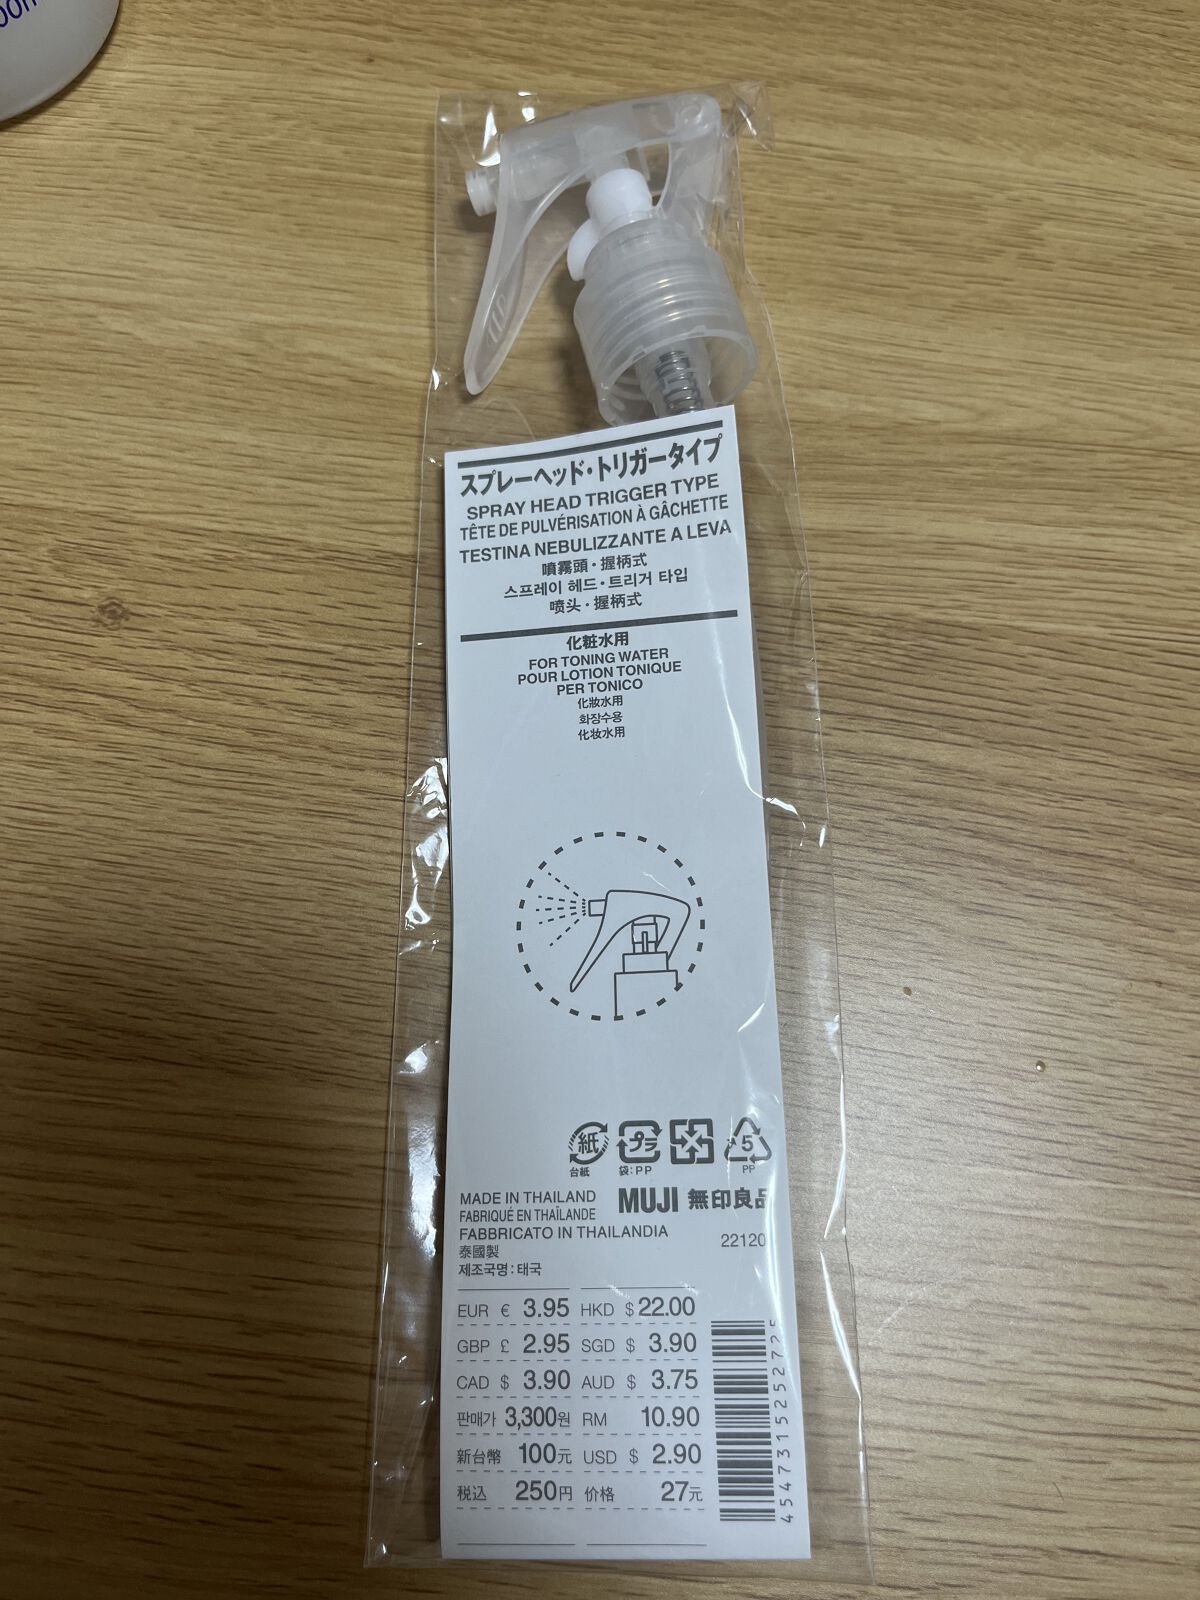 スプレーヘッド・トリガータイプ
SPRAY HEAD TRIGGER TYPE
TÊTE DE PULVÉRISATION À GÂCHETTE
TESTINA NEBULIZZANTE A LEVA
噴霧頭・握柄式
스프레이 헤드・트리거 타입
喷头・握柄式
化粧水用
FOR TONING WATER
POUR LOTION TONIQUE
PER TONICO
化妝水用
화장수용
化妆水用
紙 プラ 5
台紙 袋:PP PP
MADE IN THAILAND
FABRIQUÉ EN THAÏLANDE
FABBRICATO IN THAILANDIA
泰國製
제조국명:태국
MUJI 無印良品
22120
EUR € 3.95 HKD $ 22.00
GBP £ 2.95 SGD $ 3.90
CAD $ 3.90 AUD $ 3.75
판매가 3,300원 RM 10.90
新台幣 100元 USD $ 2.90
税込 250円 价格 27元
4547315252725